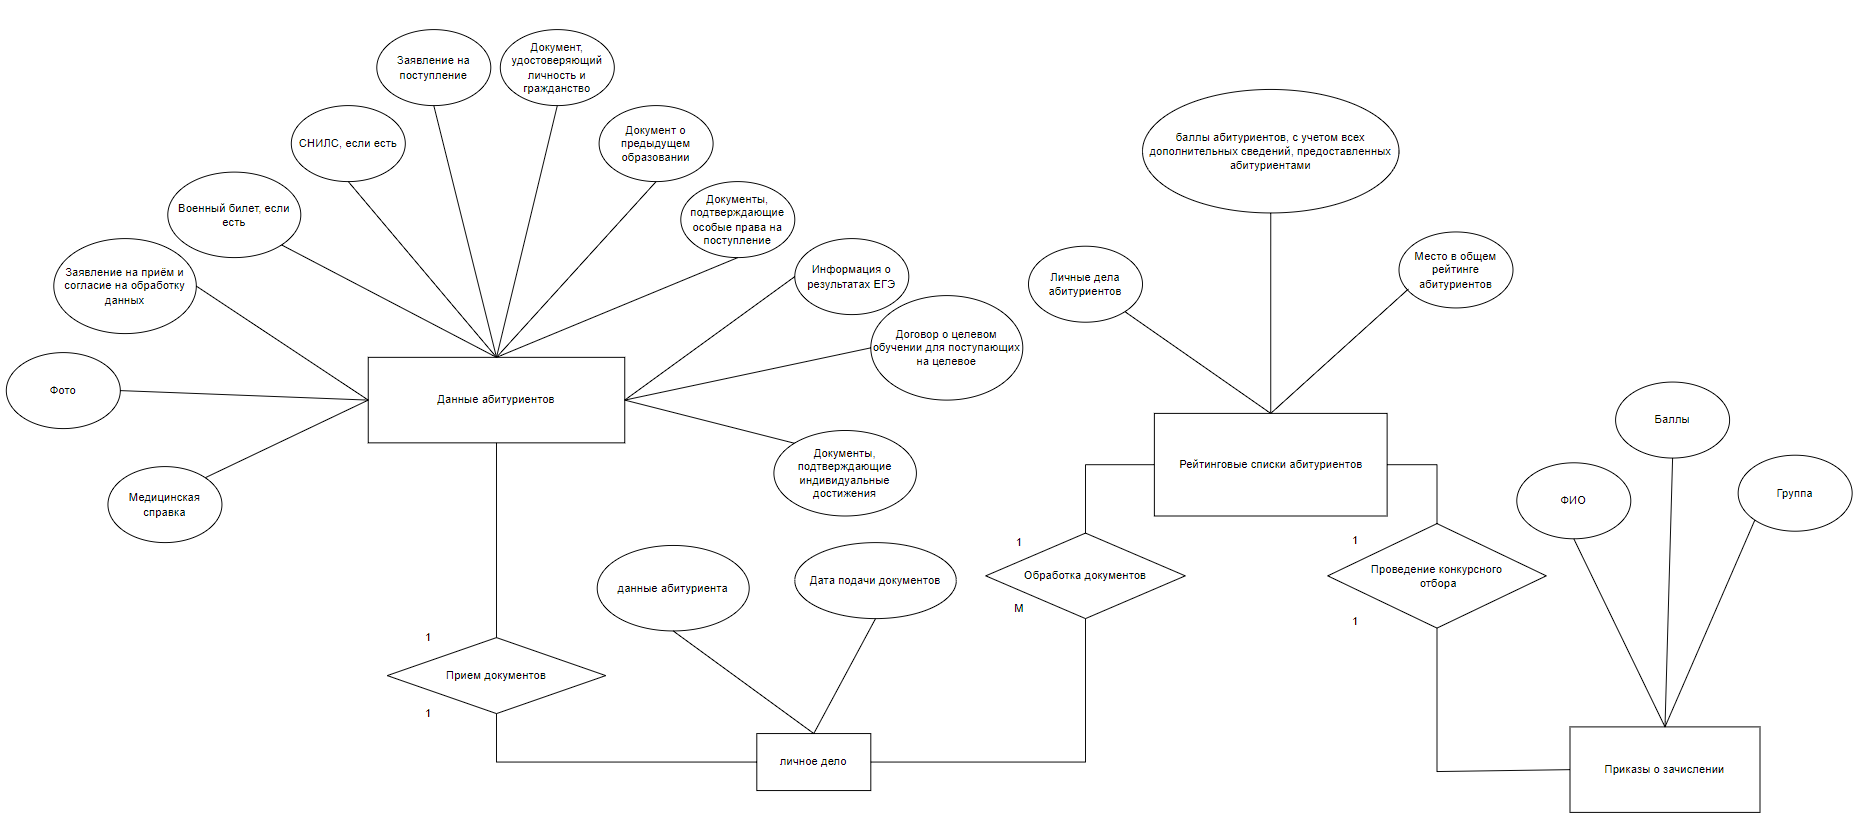 Заявление на
поступление
Документ,
удостоверяющий
личность и
гражданство
СНИЛС, если есть
Документ о
предыдущем
образовании
Военный билет, если
есть
Документы,
подтверждающие
особые права на
поступление
Заявление на приём и
согласие на обработку
данных
Информация о
результатах ЕГЭ
Договор о целевом
обучении для поступающих
на целевое
Фото
Данные абитуриентов
Документы,
подтверждающие
индивидуальные
достижения
Медицинская
справка
баллы абитуриентов, с учетом всех
дополнительных сведений, предоставленных
абитуриентами
Личные дела
абитуриентов
Место в общем
рейтинге
абитуриентов
Рейтинговые списки абитуриентов
Баллы
ФИО
Группа
1
Обработка документов
М
1
Проведение конкурсного
отбора
1
данные абитуриента
Дата подачи документов
1
Прием документов
1
личное дело
Приказы о зачислении